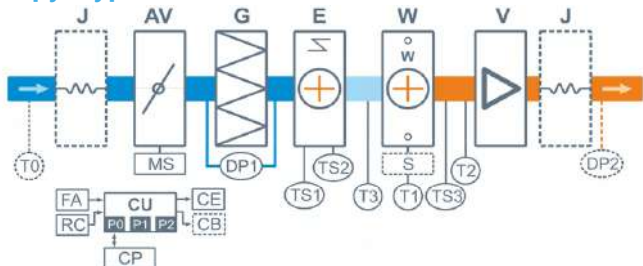 J AV G E W V J
W
T0 MS DP1 TS1 TS2 T3 S T1 TS3 T2 DP2
FA CU CE
RC P0 P1 P2 CB
CP